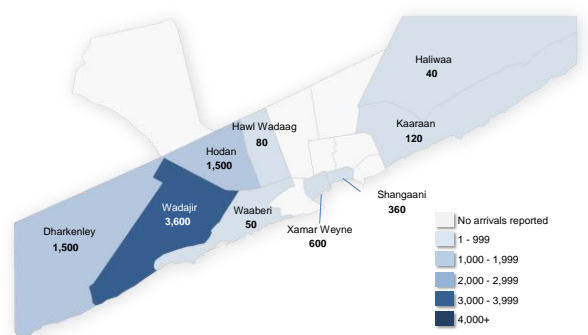 Haliwaa
40
Kaaraan
120
Hawl Wadaag
80
Hodan
1,500
Shangaani
360
Wadajir
3,600
Waaberi
50
Xamar Weyne
600
Dharkenley
1,500
No arrivals reported
1 - 999
1,000 - 1,999
2,000 - 2,999
3,000 - 3,999
4,000+